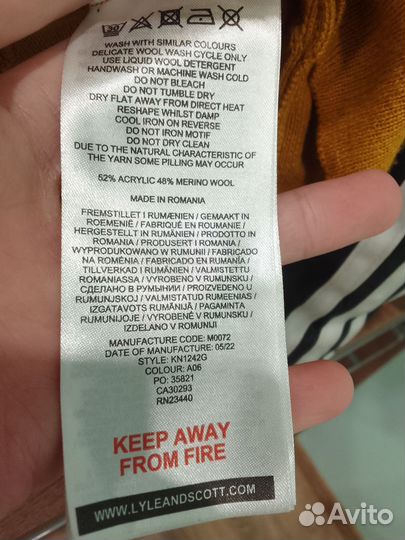 30
WASH WITH SIMILAR COLOURS
DELICATE WOOL WASH CYCLE ONLY
USE LIQUID WOOL DETERGENT
HANDWASH OR MACHINE WASH COLD
DO NOT BLEACH
DO NOT TUMBLE DRY
DRY FLAT AWAY FROM DIRECT HEAT
RESHAPE WHILST DAMP
COOL IRON ON REVERSE
DO NOT IRON MOTIF
DO NOT DRY CLEAN
DUE TO THE NATURAL CHARACTERISTIC OF
THE YARN SOME PILLING MAY OCCUR
52% ACRYLIC 48% MERINO WOOL
MADE IN ROMANIA
FREMSTILLET I RUMÆNIEN / GEMAAKT IN
ROEMENIË / FABRIQUÉ EN ROUMANIE /
HERGESTELLT IN RUMÄNIEN / PRODOTTO IN
ROMANIA / PRODUSERT I ROMANIA /
WYPRODUKOWANO W RUMUNII / FABRICADO
NA ROMÉNIA / FABRICADO EN RUMANÍA /
TILLVERKAD I RUMÄNIEN / VALMISTETTU
ROMANIASSA / VYROBENÉ V RUMUNSKU /
СДЕЛАНО В РУМЫНИИ / PROIZVEDENO U
RUMUNJSKOJ / VALMISTATUD RUMEENIAS /
IZGATAVOTS RUMĀNIJĀ / PAGAMINTA
RUMUNIJOJE / VYROBENÉ V RUMUNSKU /
IZDELANO V ROMUNIJI
MANUFACTURE CODE: M0072
DATE OF MANUFACTURE: 05/22
STYLE: KN1242G
COLOUR: A06
PO: 35821
CA30293
RN23440
KEEP AWAY
FROM FIRE
WWW.LYLEANDSCOTT.COM
Avito